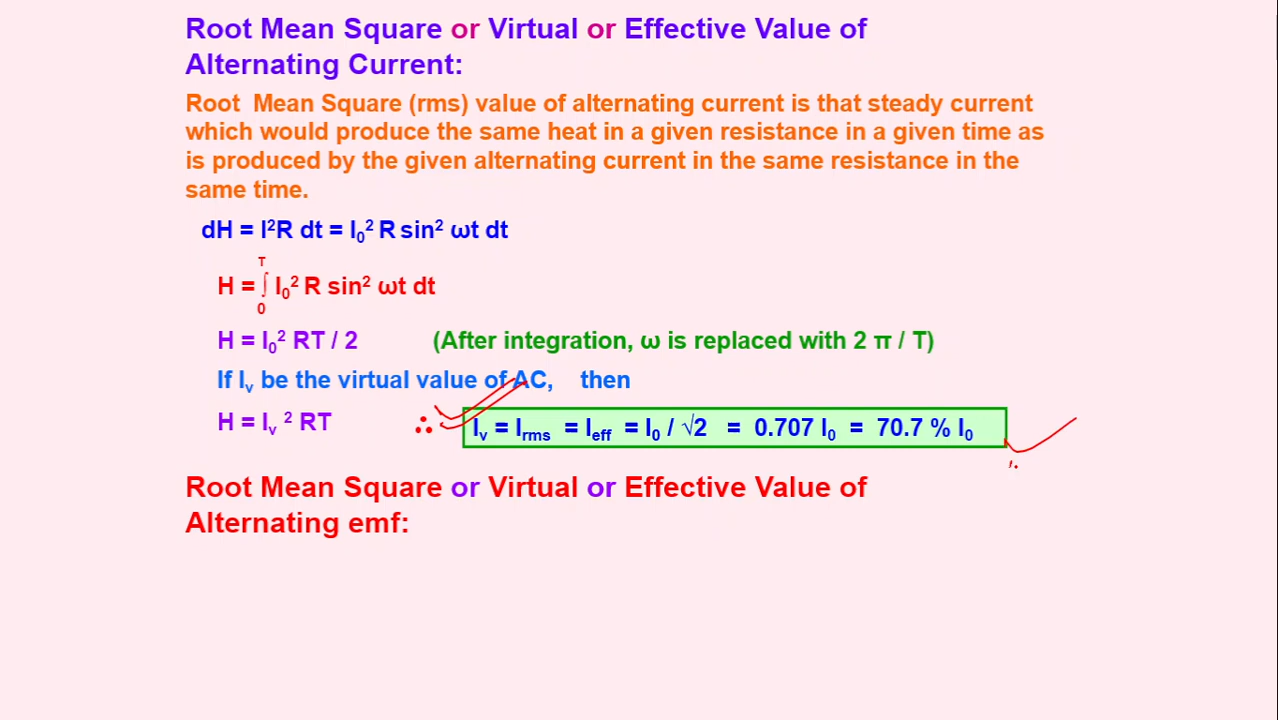 Root Mean Square or Virtual or Effective Value of
Alternating Current:
Root Mean Square (rms) value of alternating current is that steady current
which would produce the same heat in a given resistance in a given time as
is produced by the given alternating current in the same resistance in the
same time.
dH = I²R dt = I₀² R sin² ωt dt
T
H = ∫ I₀² R sin² ωt dt
0
H = I₀² RT / 2 (After integration, ω is replaced with 2 π / T)
If Iᵥ be the virtual value of AC, then
H = Iᵥ ² RT ∴ Iᵥ = Irms = Ieff = I₀ / √2 = 0.707 I₀ = 70.7 % I₀
Root Mean Square or Virtual or Effective Value of
Alternating emf: